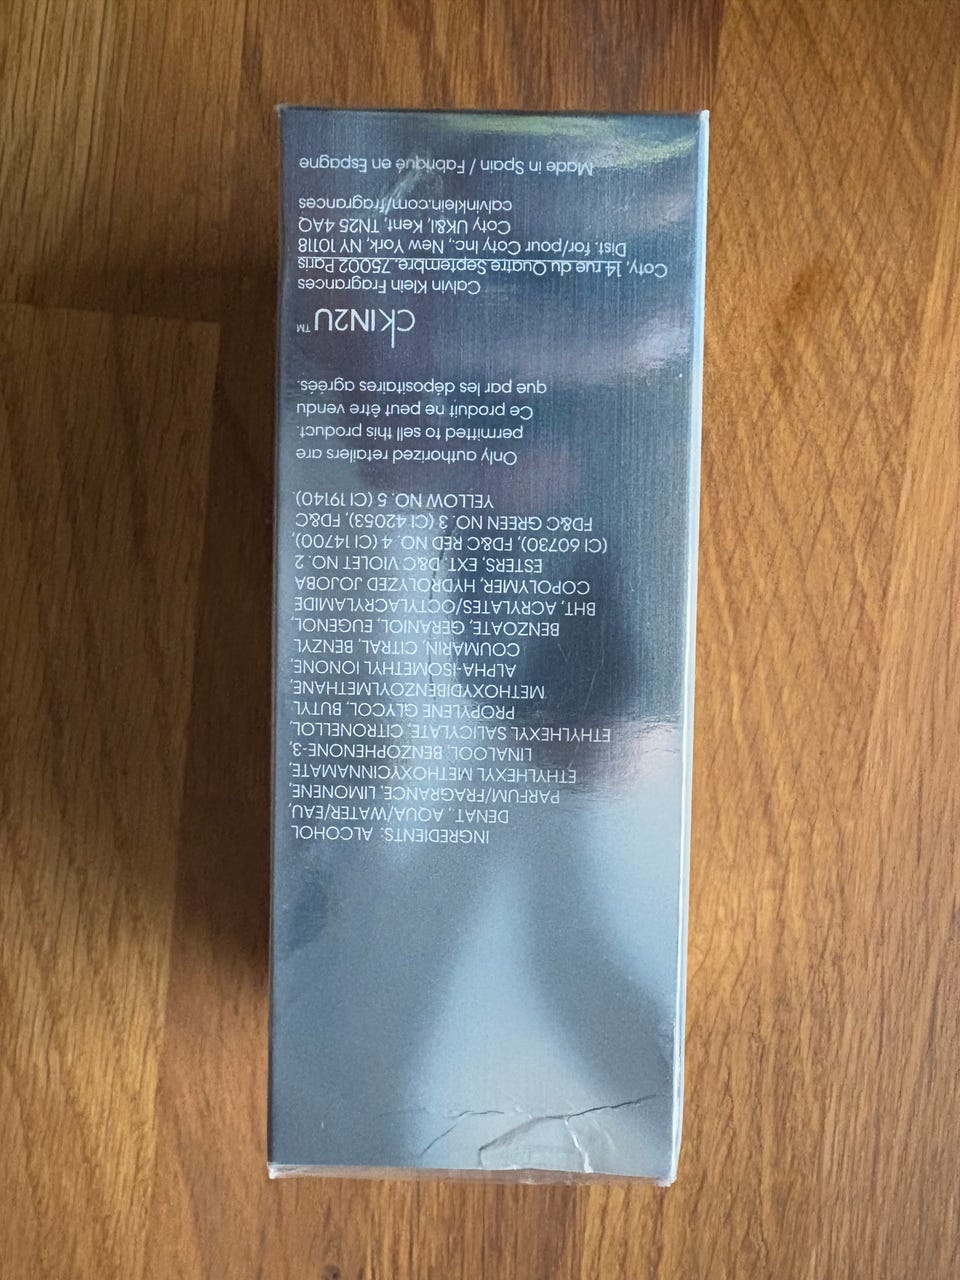 INGREDIENTS: ALCOHOL
DENAT., AQUA/WATER/EAU,
PARFUM/FRAGRANCE, LIMONENE,
ETHYLHEXYL METHOXYCINNAMATE,
LINALOOL, BENZOPHENONE-3,
ETHYLHEXYL SALICYLATE, CITRONELLOL,
PROPYLENE GLYCOL, BUTYL
METHOXYDIBENZOYLMETHANE,
ALPHA-ISOMETHYL IONONE,
COUMARIN, CITRAL, BENZYL
BENZOATE, GERANIOL, EUGENOL,
BHT, ACRYLATES/OCTYLACRYLAMIDE
COPOLYMER, HYDROLYZED JOJOBA
ESTERS, EXT. D&C VIOLET NO. 2
(CI 60730), FD&C RED NO. 4 (CI 14700),
FD&C GREEN NO. 3 (CI 42053), FD&C
YELLOW NO. 5 (CI 19140).
Only authorized retailers are
permitted to sell this product.
Ce produit ne peut être vendu
que par les dépositaires agréés.
ckIN2U™
Calvin Klein Fragrances
Coty, 14 rue du Quatre Septembre, 75002 Paris
Dist. for/pour Coty Inc., New York, NY 10118
Coty UK&I, Kent, TN25 4AQ
calvinklein.com/fragrances
Made in Spain / Fabriqué en Espagne